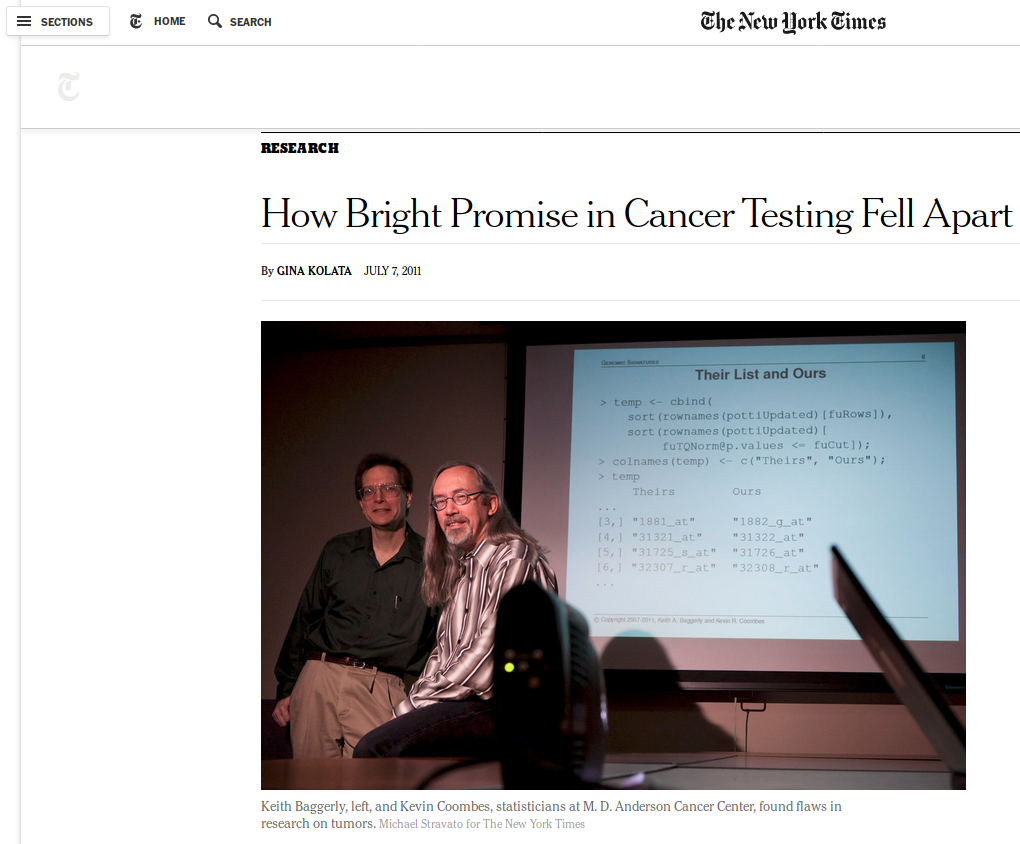 SECTIONS HOME SEARCH The New York Times
RESEARCH
How Bright Promise in Cancer Testing Fell Apart
By GINA KOLATA JULY 7, 2011
GENOMIC SIGNATURES 6
Their List and Ours
> temp <- cbind(
sort(rownames(pottiUpdated)[fuRows]),
sort(rownames(pottiUpdated)[
fuTQNorm@p.values <= fuCut]);
> colnames(temp) <- c("Theirs", "Ours");
> temp
Theirs Ours
...
[3,] "1881_at" "1882_g_at"
[4,] "31321_at" "31322_at"
[5,] "31725_s_at" "31726_at"
[6,] "32307_r_at" "32308_r_at"
...
© Copyright 2007-2011, Keith A. Baggerly and Kevin R. Coombes
Keith Baggerly, left, and Kevin Coombes, statisticians at M. D. Anderson Cancer Center, found flaws in
research on tumors. Michael Stravato for The New York Times